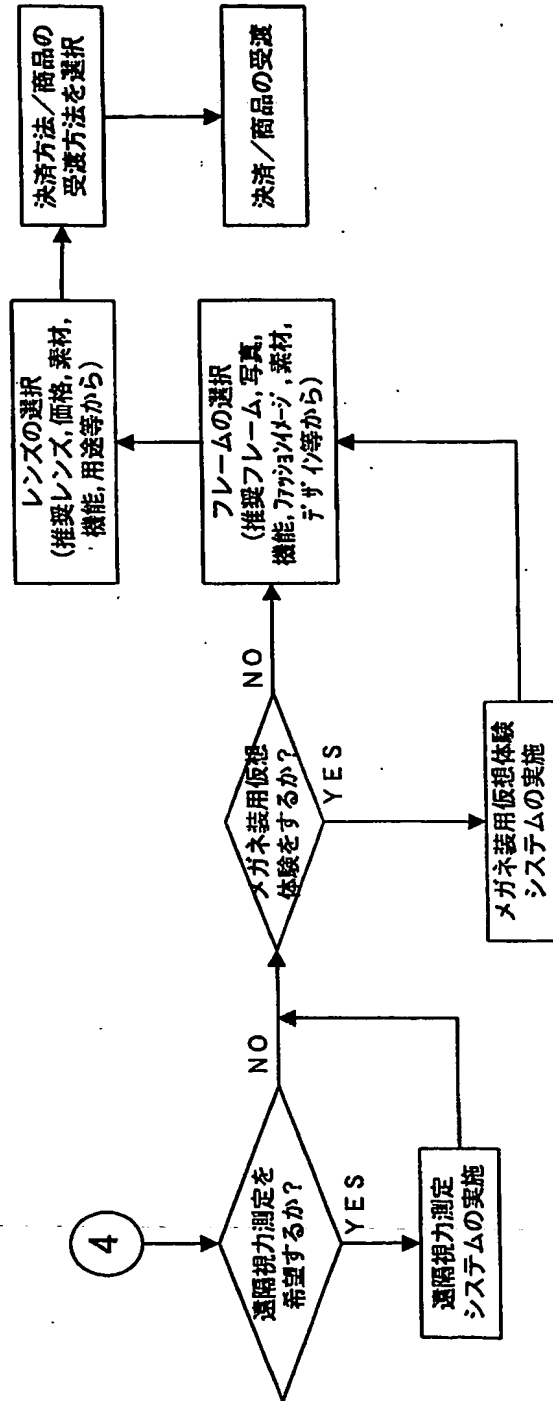 4
遠隔視力測定を
希望するか?
NO
YES
遠隔視力測定
システムの実施
メガネ装用仮想
体験をするか?
NO
YES
メガネ装用仮想体験
システムの実施
フレームの選択
(推奨フレーム,写真,
機能,ファッションイメージ,素材,
デザイン等から)
レンズの選択
(推奨レンズ,価格,素材,
機能,用途等から)
決済方法/商品の
受渡方法を選択
決済/商品の受渡